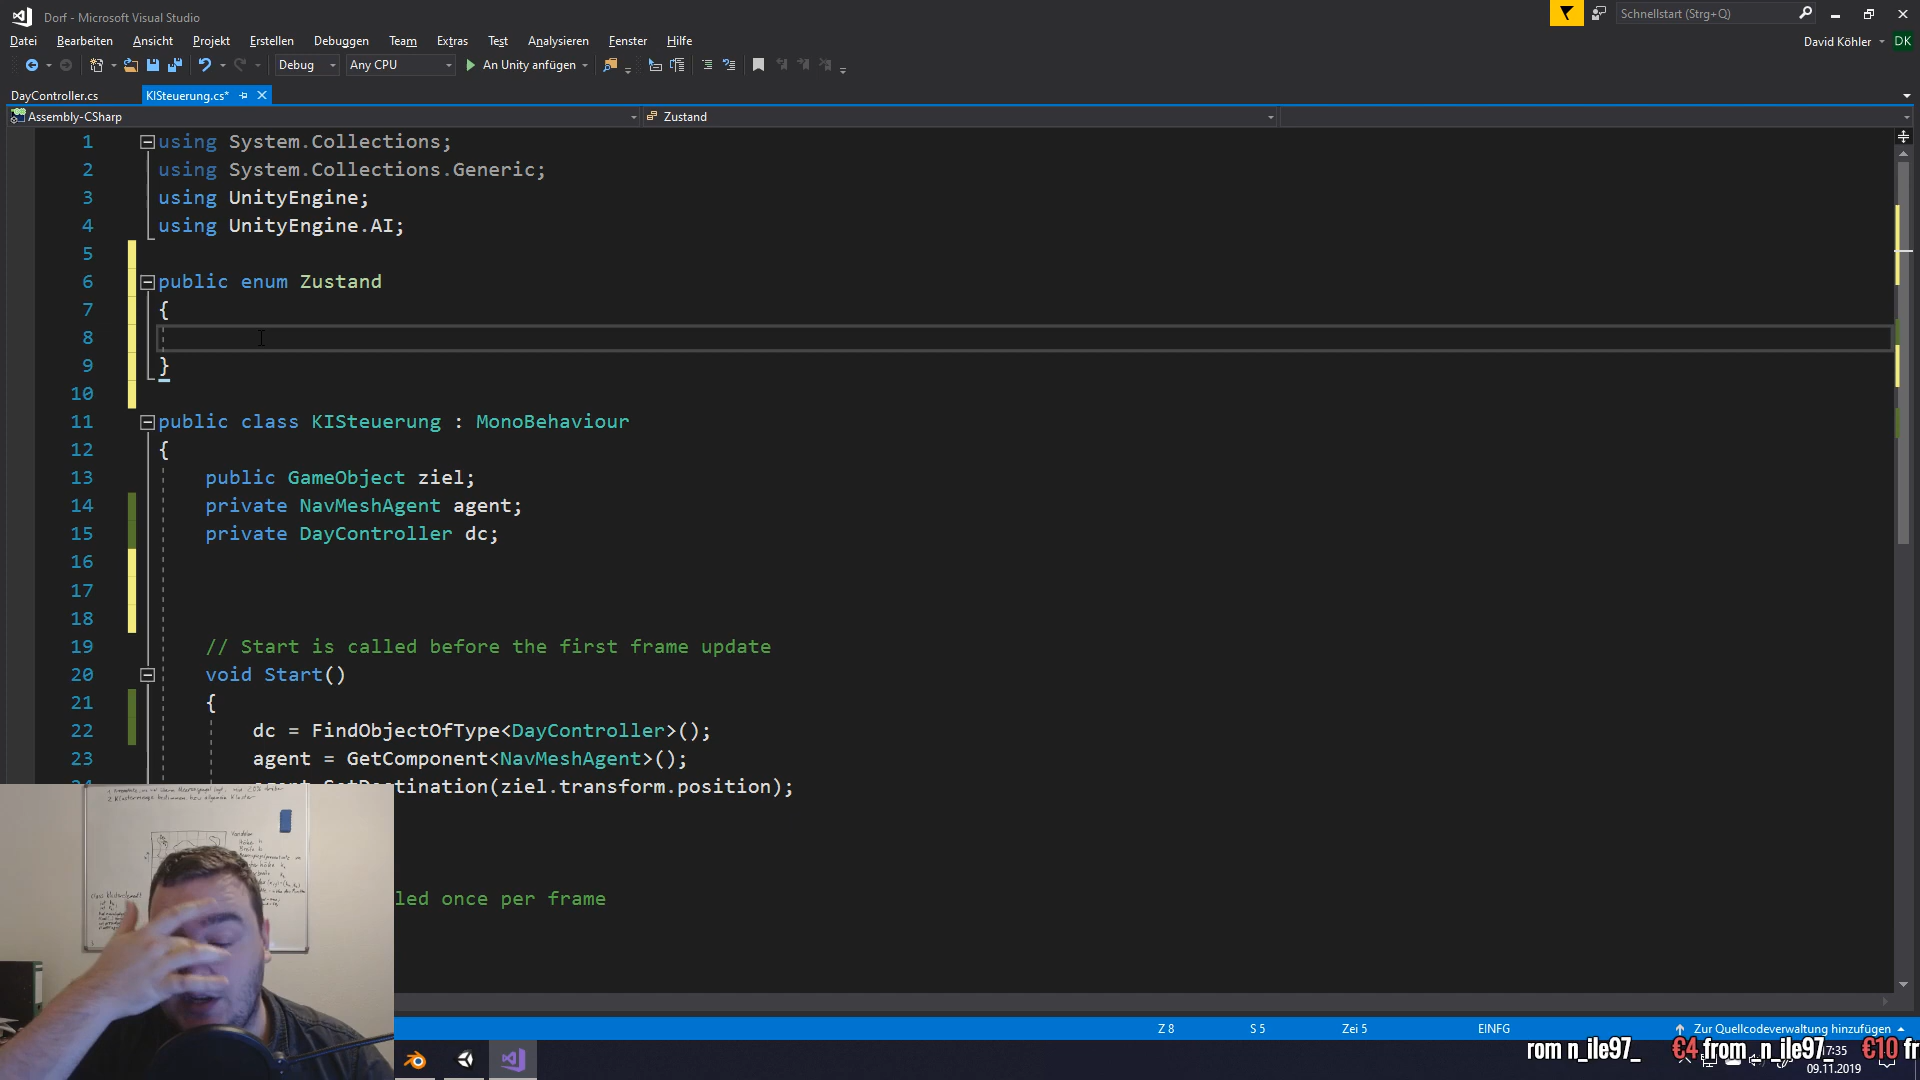 Dorf - Microsoft Visual Studio
Schnellstart (Strg+Q)
Datei Bearbeiten Ansicht Projekt Erstellen Debuggen Team Extras Test Analysieren Fenster Hilfe
David Köhler DK
Debug Any CPU An Unity anfügen
DayController.cs KISteuerung.cs*
Assembly-CSharp Zustand
1 using System.Collections;
2 using System.Collections.Generic;
3 using UnityEngine;
4 using UnityEngine.AI;
5
6 public enum Zustand
7 {
8
9 }
10
11 public class KISteuerung : MonoBehaviour
12 {
13 public GameObject ziel;
14 private NavMeshAgent agent;
15 private DayController dc;
16
17
18
19 // Start is called before the first frame update
20 void Start()
21 {
22 dc = FindObjectOfType<DayController>();
23 agent = GetComponent<NavMeshAgent>();
agent.SetDestination(ziel.transform.position);
led once per frame
Z 8 S 5 Zei 5 EINFG Zur Quellcodeverwaltung hinzufügen
rom n_ile97_ €4 from _n_ile97_ €10 fr
17:35
09.11.2019